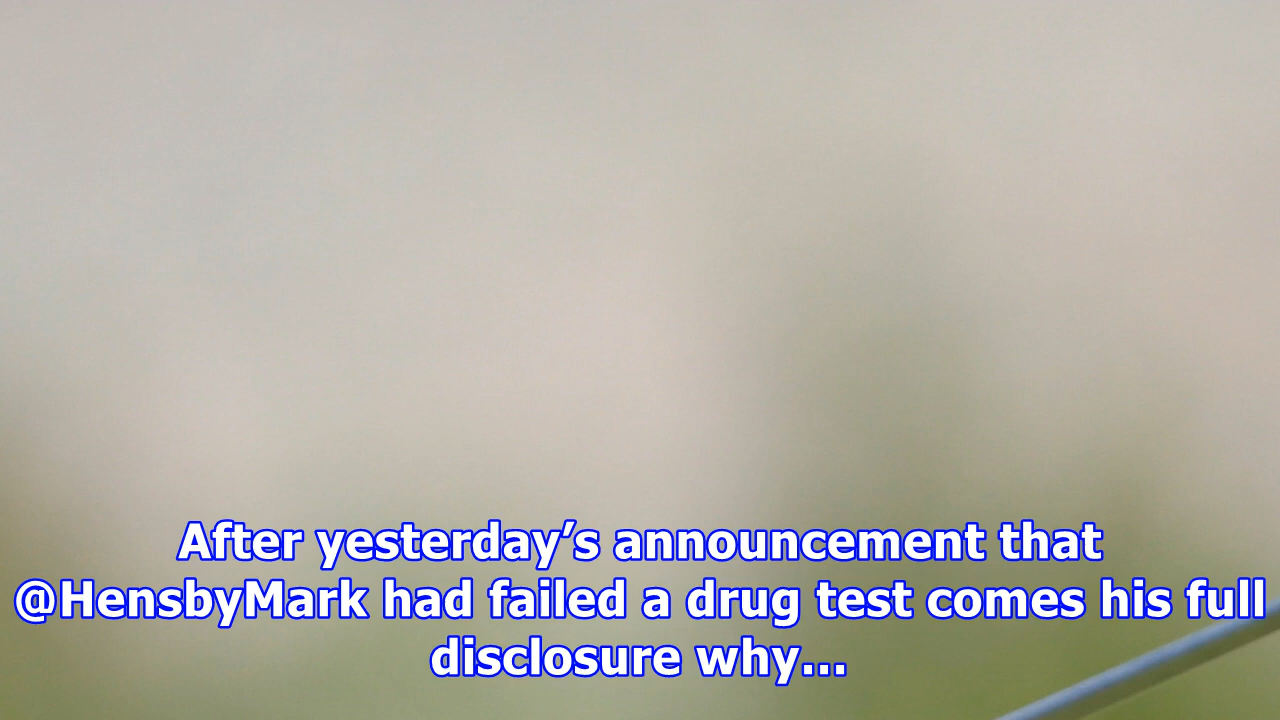 After yesterday’s announcement that
@HensbyMark had failed a drug test comes his full
disclosure why...